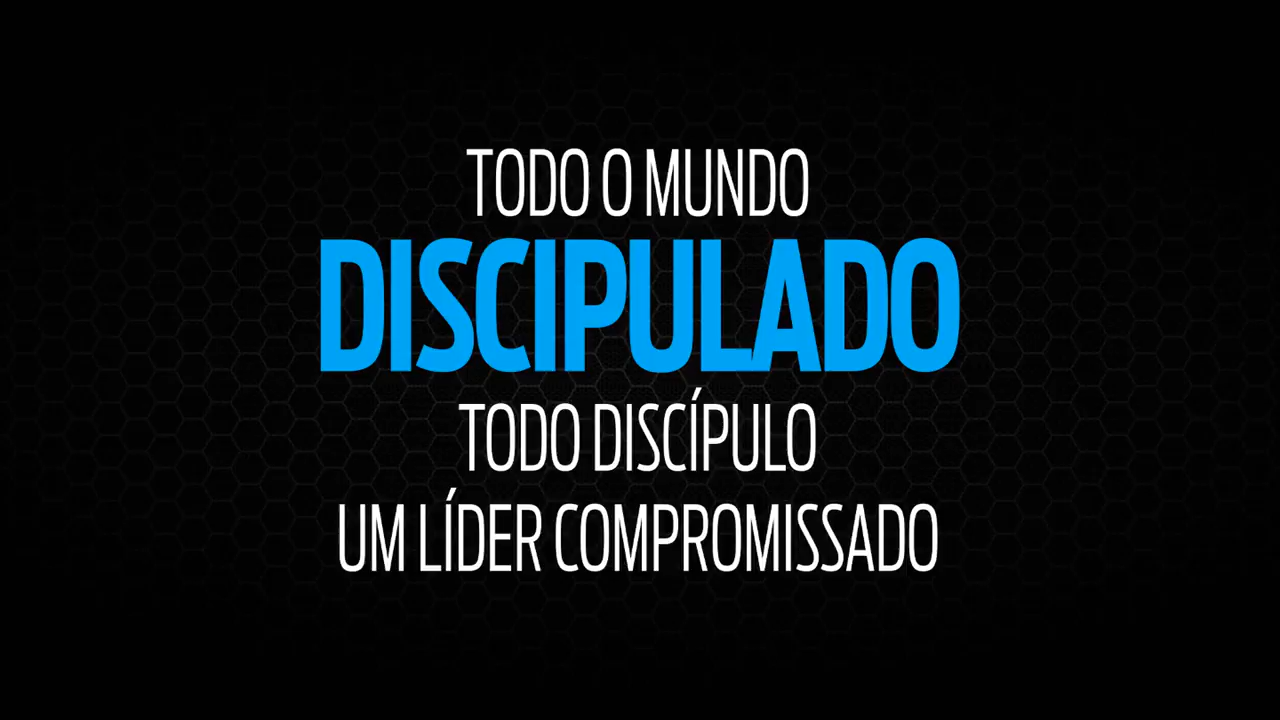 TODO O MUNDO
DISCIPULADO
TODO DISCÍPULO
UM LÍDER COMPROMISSADO